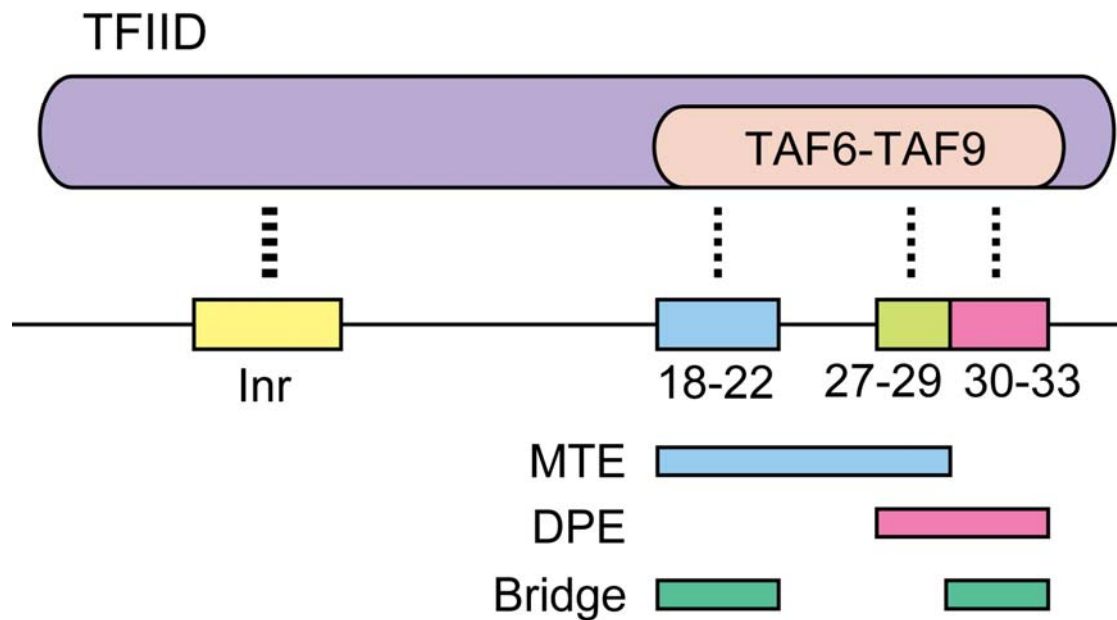 TFIID
TAF6-TAF9
Inr
18-22
27-29
30-33
MTE
DPE
Bridge